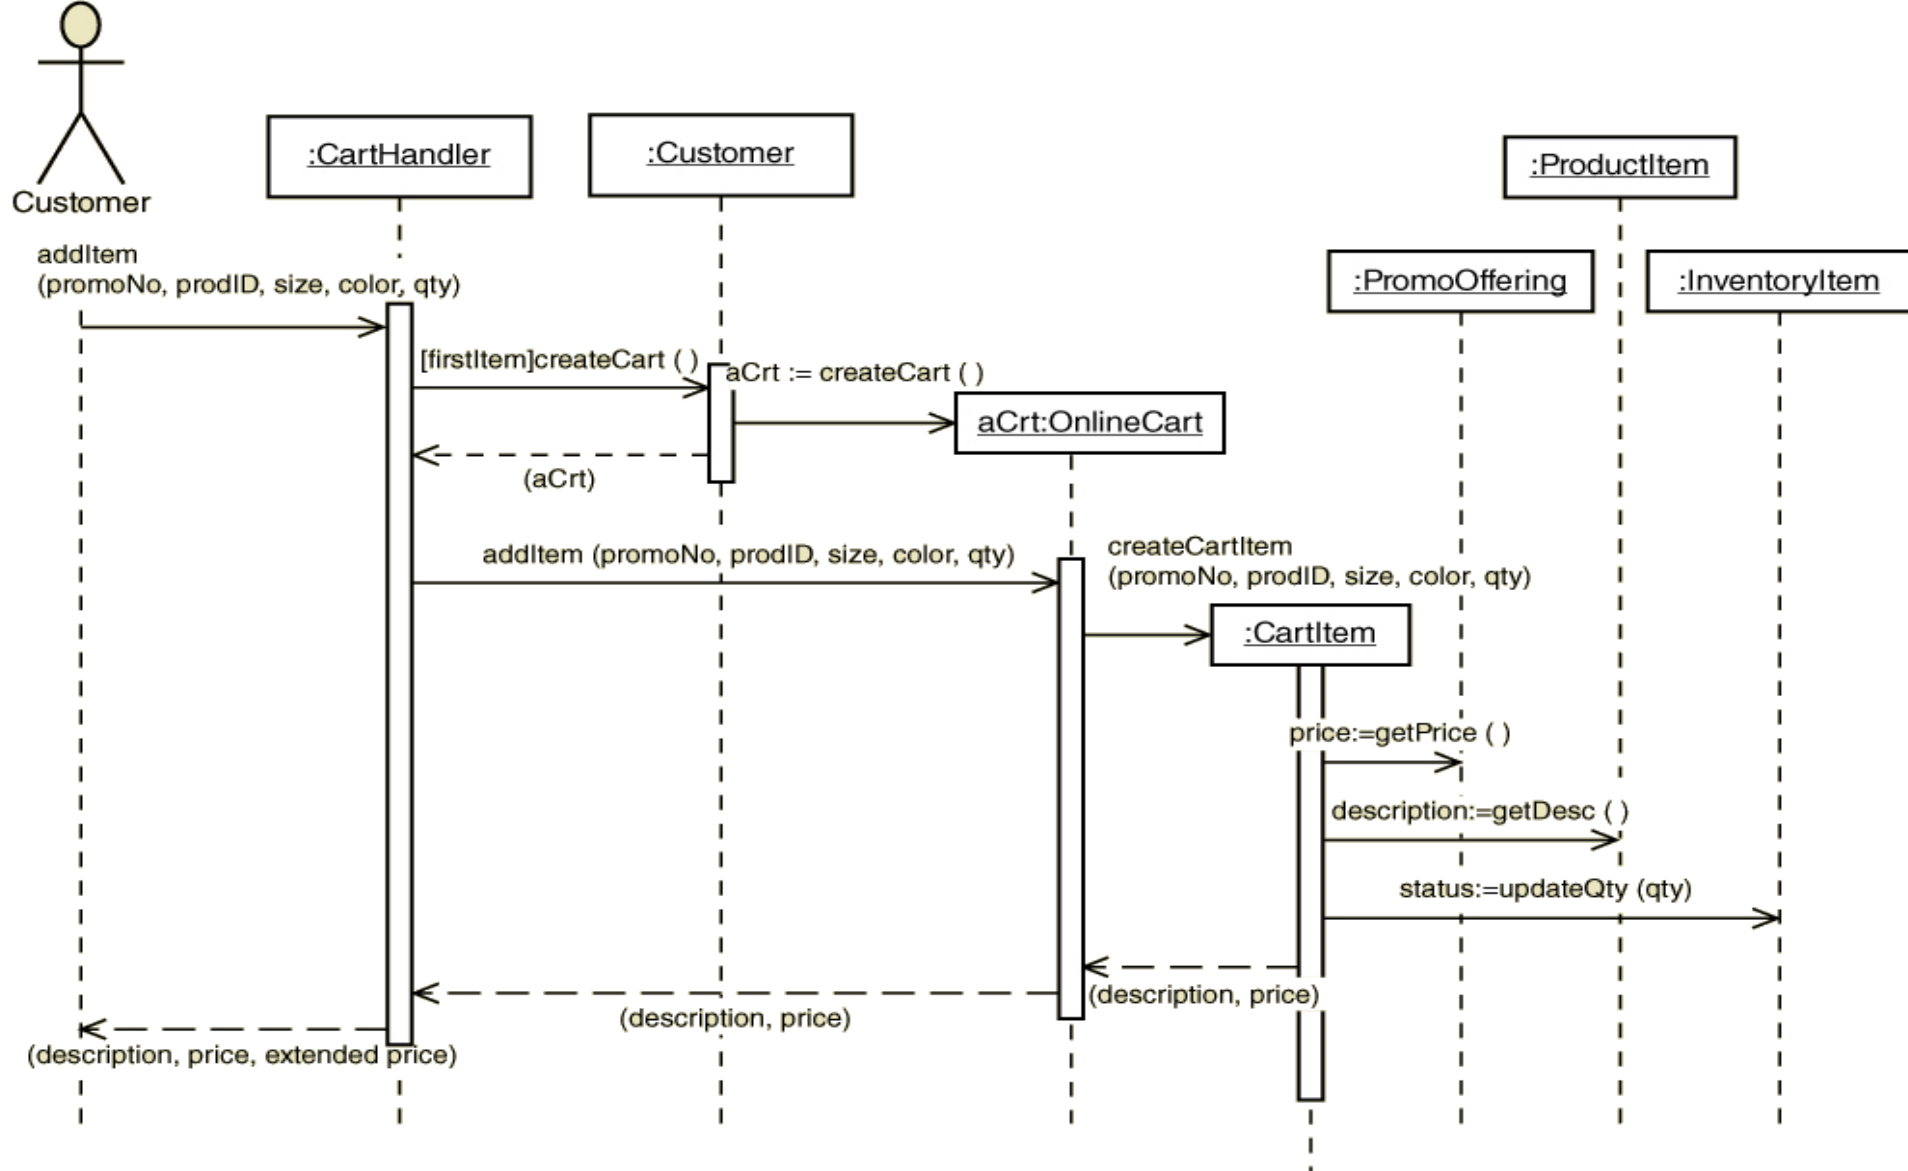 :CartHandler
:Customer
:ProductItem
Customer
addItem
(promoNo, prodID, size, color, qty)
:PromoOffering
:InventoryItem
[firstItem]createCart ( )
aCrt := createCart ( )
aCrt:OnlineCart
(aCrt)
addItem (promoNo, prodID, size, color, qty)
createCartItem
(promoNo, prodID, size, color, qty)
:CartItem
price:=getPrice ( )
description:=getDesc ( )
status:=updateQty (qty)
(description, price)
(description, price)
(description, price, extended price)